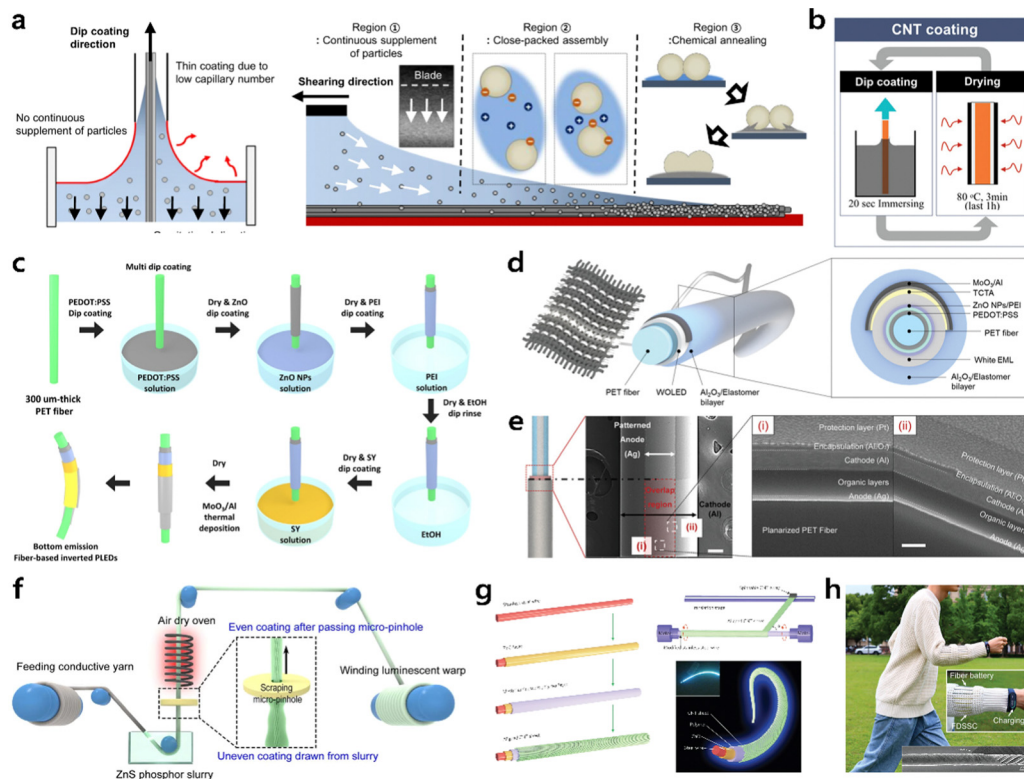 a
Dip coating
direction
Thin coating due to
low capillary number
No continuous
supplement of particles
Region ①
: Continuous supplement
of particles
Blade
Shearing direction
Region ②
: Close-packed assembly
Region ③
:Chemical annealing
b
CNT coating
Dip coating
20 sec Immersing
Drying
80 °C, 3min
(last 1h)
c
Multi dip coating
PEDOT:PSS
Dip coating
Dry & ZnO
dip coating
Dry & PEI
dip coating
PEDOT:PSS
solution
ZnO NPs
solution
PEI
solution
300 um-thick
PET fiber
Dry & EtOH
dip rinse
Dry
MoO₃/Al
thermal
deposition
Dry & SY
dip coating
SY
solution
EtOH
Bottom emission
Fiber-based inverted PLEDs
d
PET fiber
WOLED
Al₂O₃/Elastomer
bilayer
MoO₃/Al
TCTA
ZnO NPs/PEI
PEDOT:PSS
PET fiber
White EML
Al₂O₃/Elastomer
bilayer
e
Patterned
Anode
(Ag)
Overlap
region
Cathode
(Al)
(i)
(ii)
(i)
Protection layer (Pt)
Encapsulation (Al₂O₃)
Cathode (Al)
Organic layers
Anode (Ag)
Planarized PET Fiber
(ii)
Protection layer (Pt)
Encapsulation
Cathode
Organic layer
Anode (Ag)
f
Air dry oven
Even coating after passing micro-pinhole
Feeding conductive yarn
Scraping
micro-pinhole
Winding luminescent warp
Uneven coating drawn from slurry
ZnS phosphor slurry
g
h
Fiber battery
FDSSC
Charging